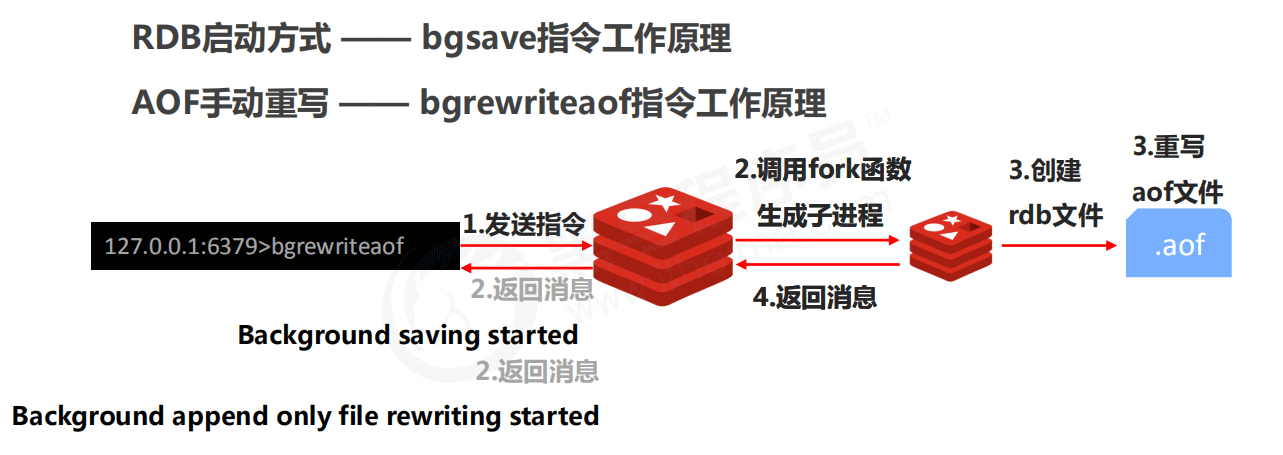 RDB启动方式 —— bgsave指令工作原理
AOF手动重写 —— bgrewriteaof指令工作原理
127.0.0.1:6379>bgrewriteaof
1.发送指令
2.返回消息
Background saving started
2.返回消息
Background append only file rewriting started
2.调用fork函数
生成子进程
4.返回消息
3.创建
rdb文件
3.重写
aof文件
.aof